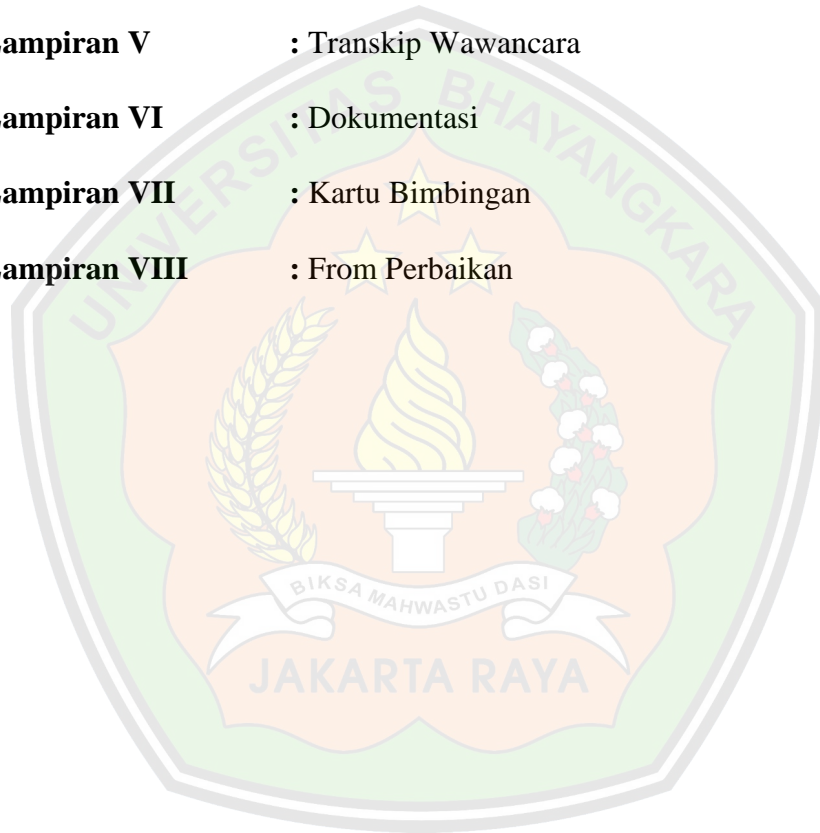 ampiran V : Transkip Wawancara
ampiran VI : Dokumentasi
ampiran VII : Kartu Bimbingan
ampiran VIII : From Perbaikan
UNIVERSITAS BHAYANGKARA
BIKSA MAHWASTU DASI
JAKARTA RAYA